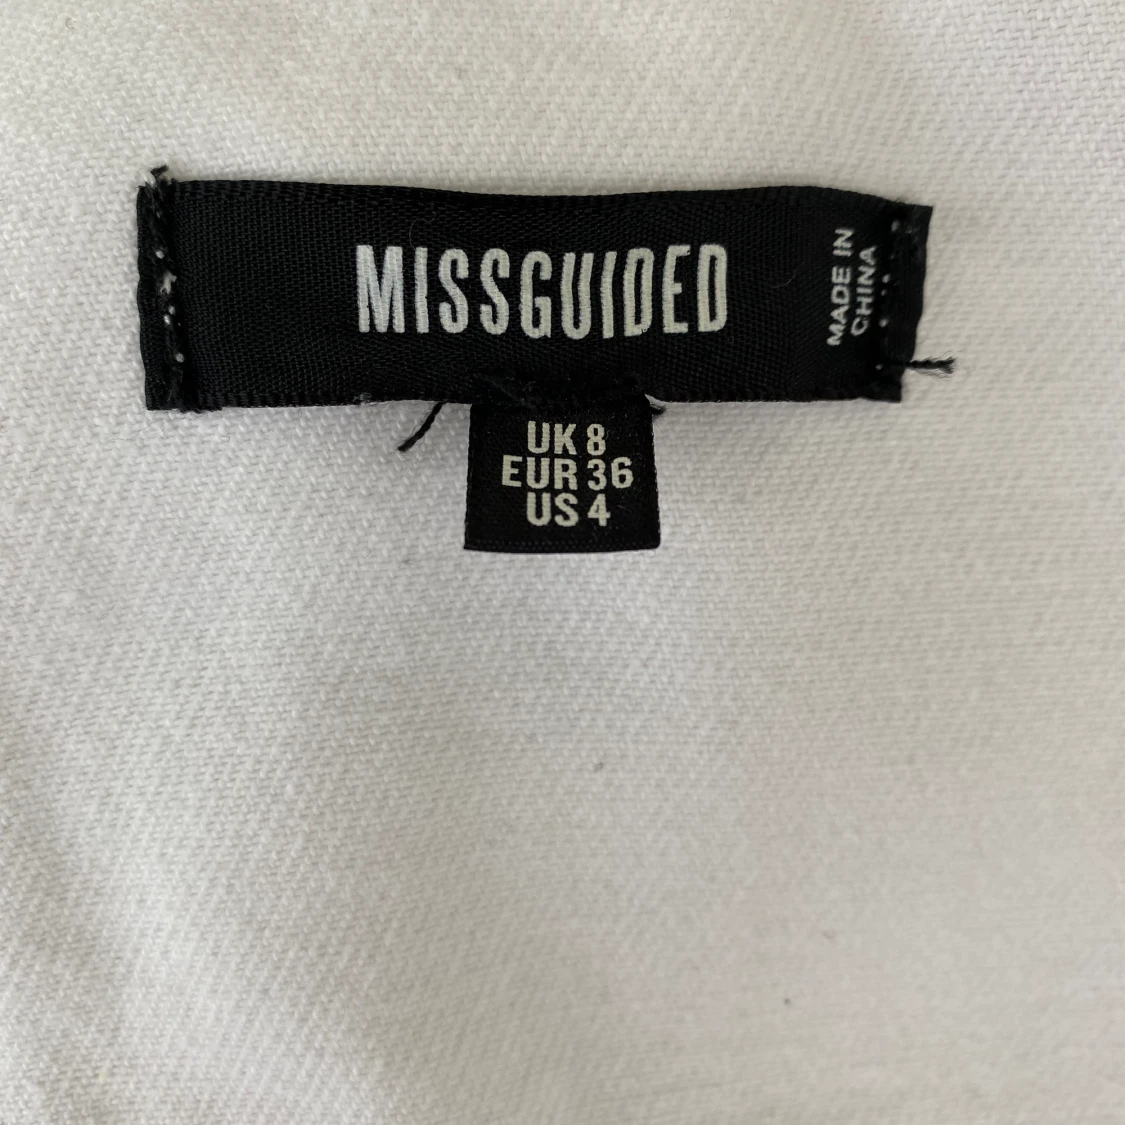 MISSGUIDED
MADE IN
CHINA
UK 8
EUR 36
US 4